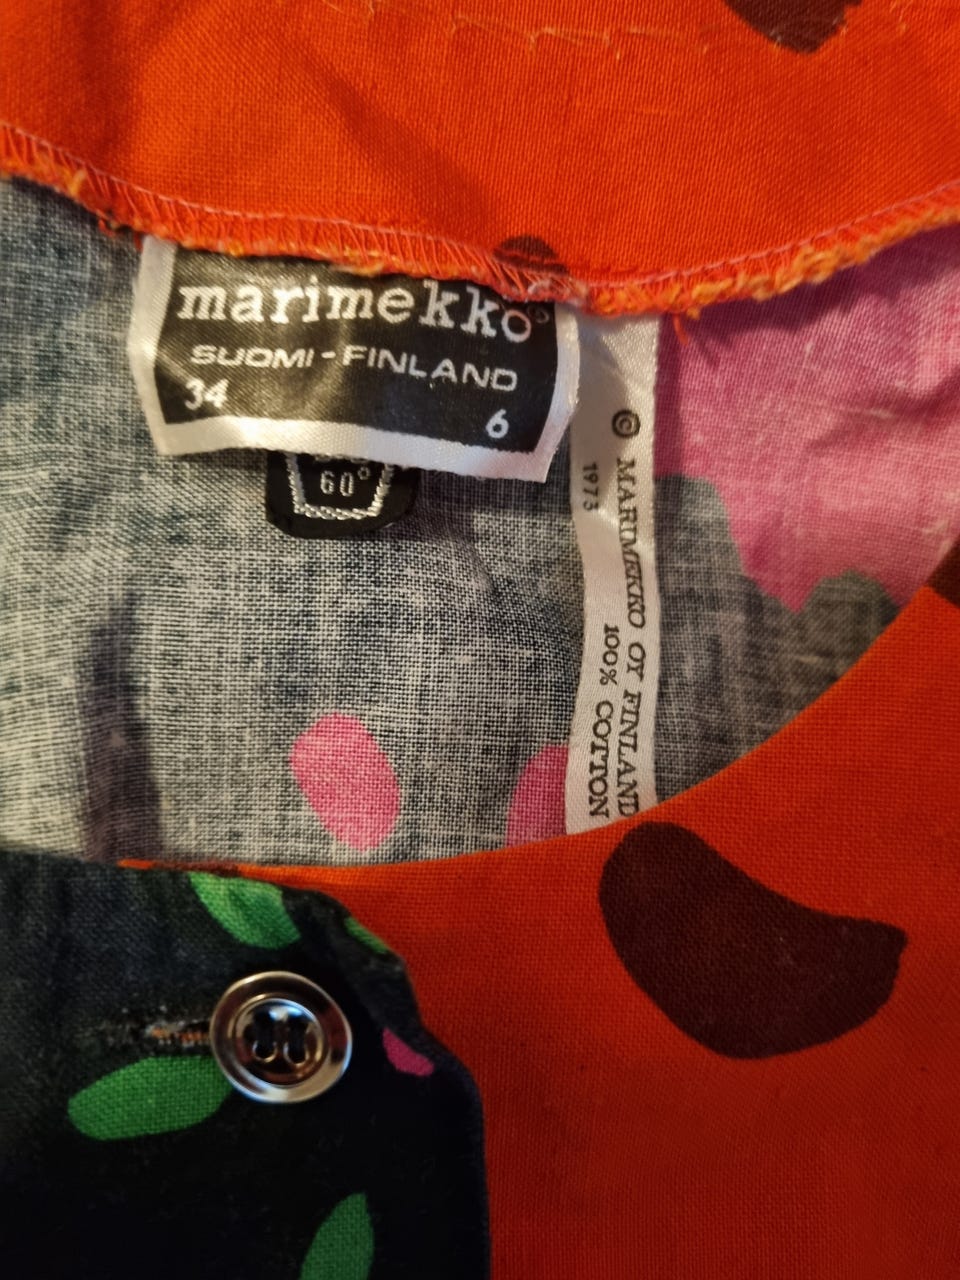 marimekko®
SUOMI-FINLAND
34 6
60°
© MARIMEKKO OY FINLAND
1973 100% COTTON